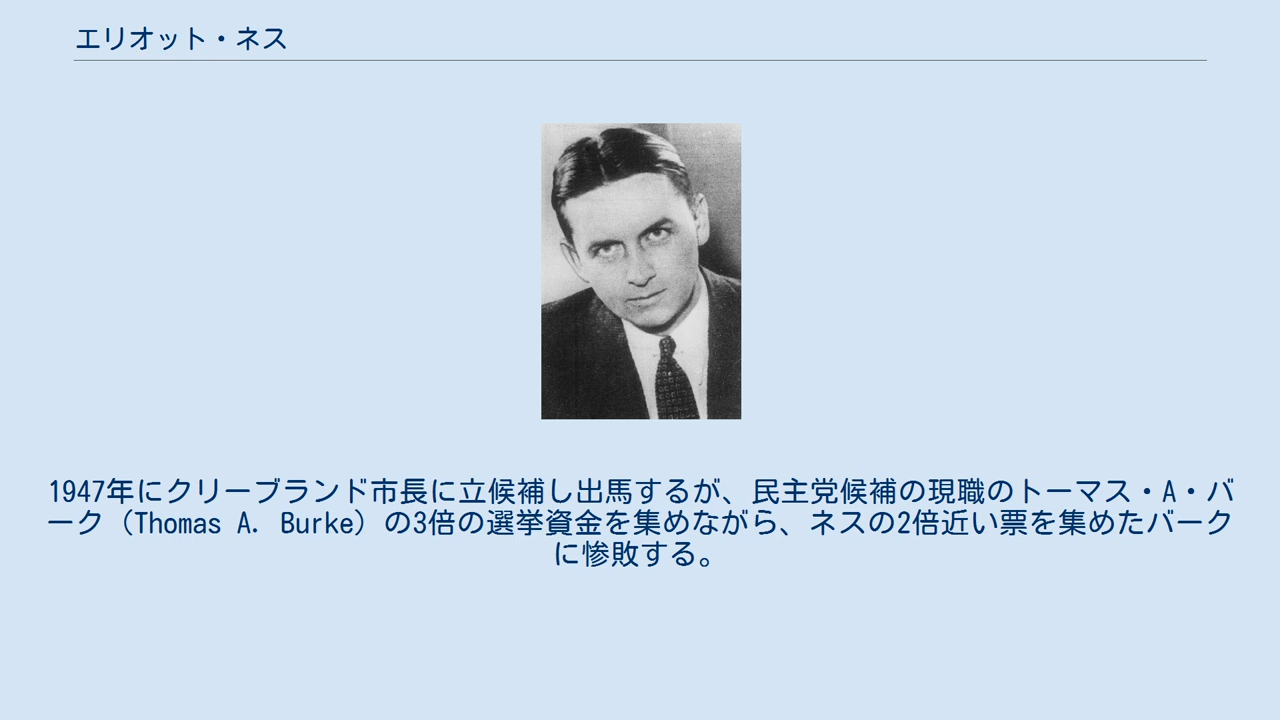 エリオット・ネス
1947年にクリーブランド市長に立候補し出馬するが、民主党候補の現職のトーマス・A・バ
ーク（Thomas A. Burke）の3倍の選挙資金を集めながら、ネスの2倍近い票を集めたバーク
に惨敗する。